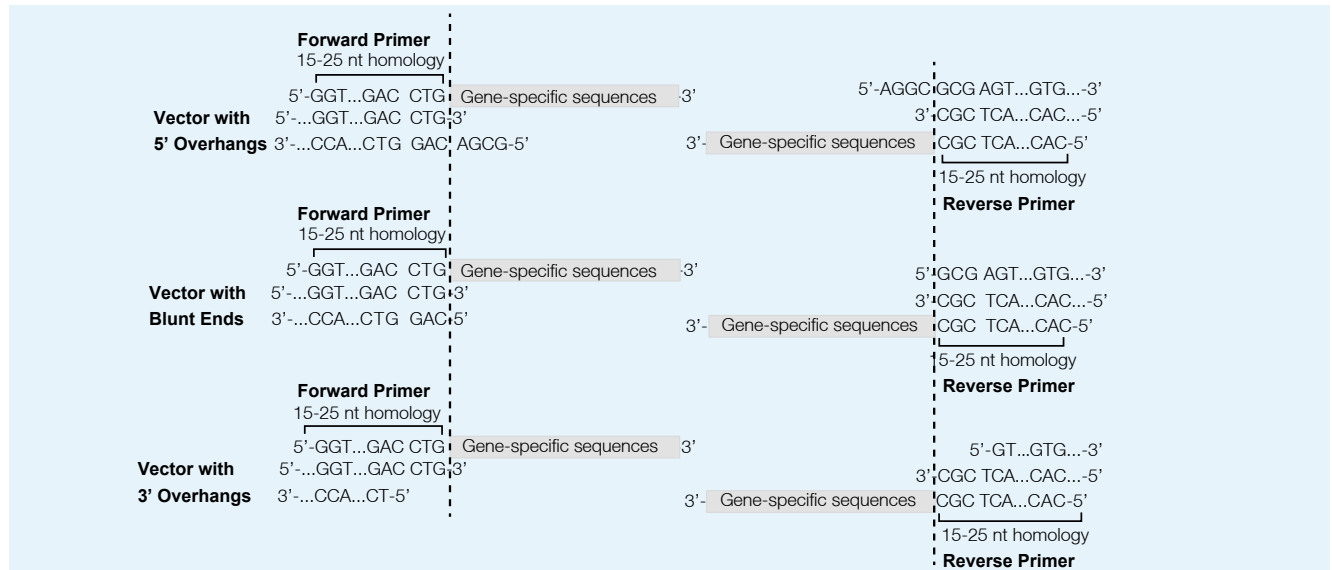 Forward Primer
15-25 nt homology
5’-GGT...GAC CTG Gene-specific sequences -3’
Vector with 5’-...GGT...GAC CTG-3’
5’ Overhangs 3’-...CCA...CTG GAC AGCG-5’
5’-AGGC GCG AGT...GTG...-3’
3’-CGC TCA...CAC...-5’
3’- Gene-specific sequences CGC TCA...CAC-5’
15-25 nt homology
Reverse Primer
Forward Primer
15-25 nt homology
5’-GGT...GAC CTG Gene-specific sequences -3’
Vector with 5’-...GGT...GAC CTG-3’
Blunt Ends 3’-...CCA...CTG GAC-5’
5’-GCG AGT...GTG...-3’
3’-CGC TCA...CAC...-5’
3’- Gene-specific sequences CGC TCA...CAC-5’
15-25 nt homology
Reverse Primer
Forward Primer
15-25 nt homology
5’-GGT...GAC CTG Gene-specific sequences -3’
Vector with 5’-...GGT...GAC CTG-3’
3’ Overhangs 3’-...CCA...CT-5’
5’-GT...GTG...-3’
3’-CGC TCA...CAC...-5’
3’- Gene-specific sequences CGC TCA...CAC-5’
15-25 nt homology
Reverse Primer